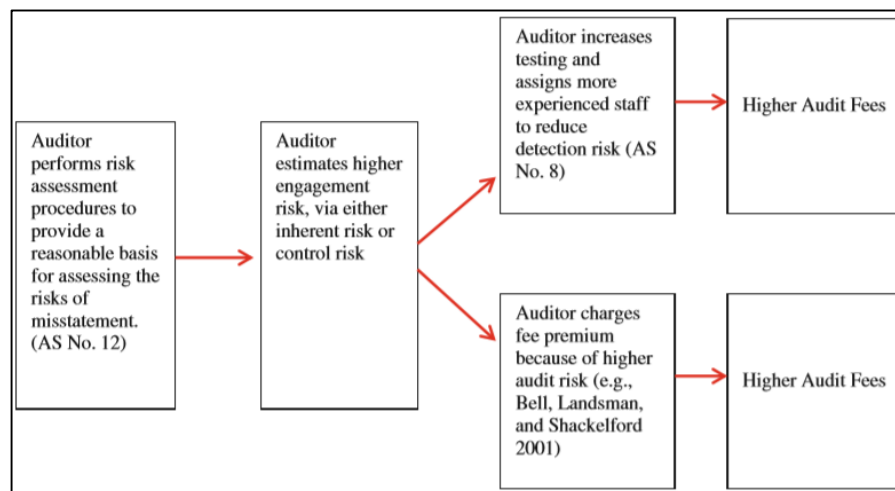 Auditor
performs risk
assessment
procedures to
provide a
reasonable basis
for assessing the
risks of
misstatement.
(AS No. 12)
Auditor
estimates higher
engagement
risk, via either
inherent risk or
control risk
Auditor increases
testing and
assigns more
experienced staff
to reduce
detection risk (AS
No. 8)
Higher Audit Fees
Auditor charges
fee premium
because of higher
audit risk (e.g.,
Bell, Landsman,
and Shackelford
2001)
Higher Audit Fees